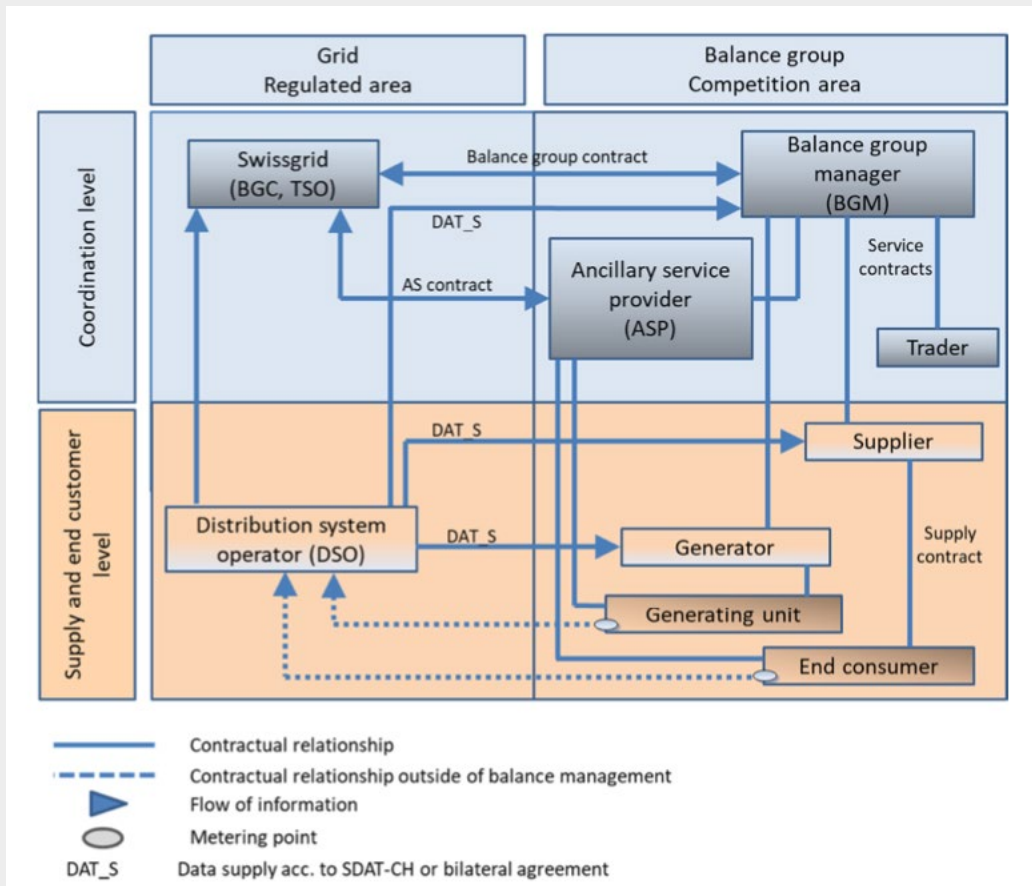 Grid
Regulated area
Balance group
Competition area
Coordination level
Swissgrid
(BGC, TSO)
Balance group contract
Balance group
manager
(BGM)
DAT_S
Service
contracts
AS contract
Ancillary service
provider
(ASP)
Trader
Supply and end customer
level
DAT_S
Supplier
Distribution system
operator (DSO)
DAT_S
Generator
Supply
contract
Generating unit
End consumer
Contractual relationship
Contractual relationship outside of balance management
Flow of information
Metering point
DAT_S Data supply acc. to SDAT-CH or bilateral agreement